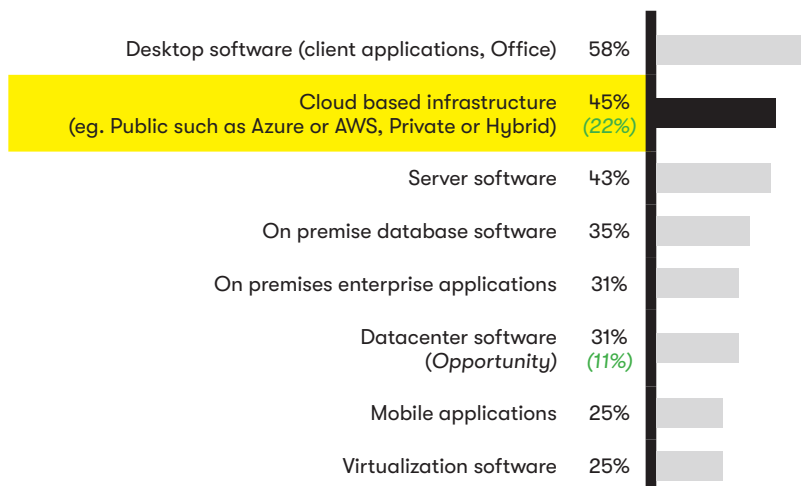 Desktop software (client applications, Office) 58%
Cloud based infrastructure 45%
(eg. Public such as Azure or AWS, Private or Hybrid) (22%)
Server software 43%
On premise database software 35%
On premises enterprise applications 31%
Datacenter software 31%
(Opportunity) (11%)
Mobile applications 25%
Virtualization software 25%